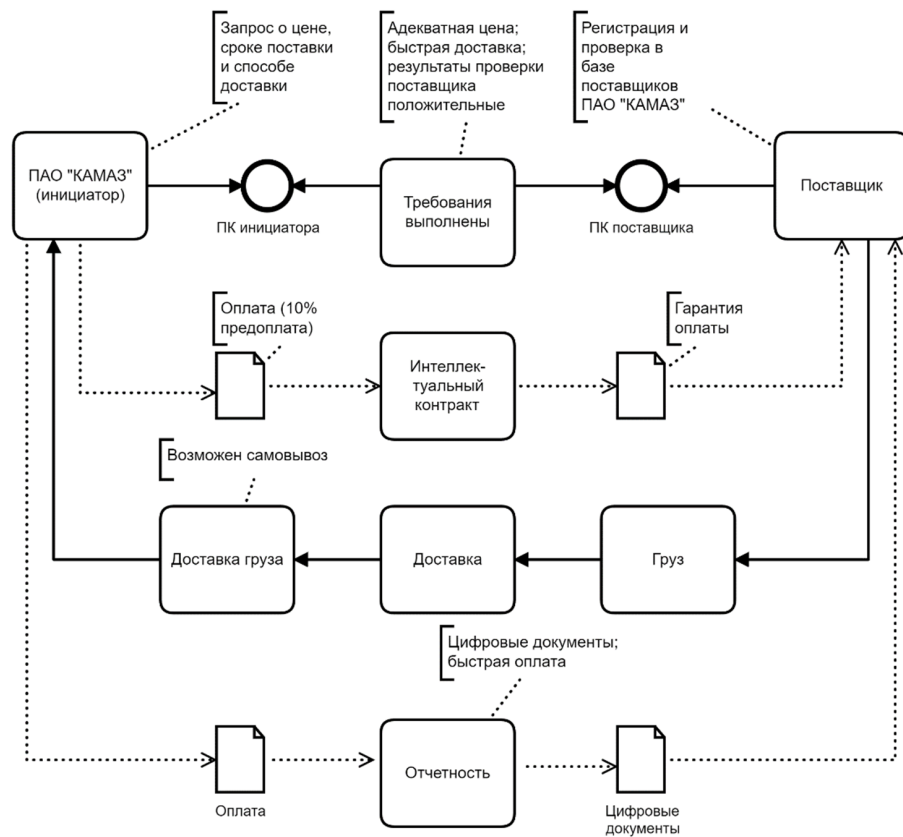 Запрос о цене,
сроке поставки
и способе
доставки
Адекватная цена;
быстрая доставка;
результаты проверки
поставщика
положительные
Регистрация и
проверка в
базе
поставщиков
ПАО "КАМАЗ"
ПАО "КАМАЗ"
(инициатор)
ПК инициатора
Требования
выполнены
ПК поставщика
Поставщик
Оплата (10%
предоплата)
Интеллек-
туальный
контракт
Гарантия
оплаты
Возможен самовывоз
Доставка груза
Доставка
Груз
Цифровые документы;
быстрая оплата
Оплата
Отчетность
Цифровые
документы